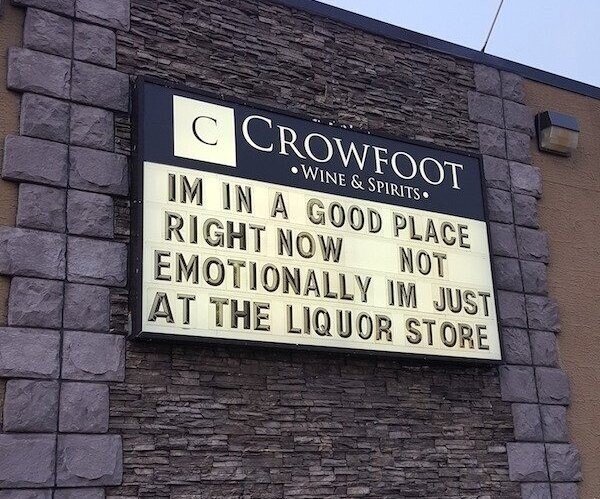 C CROWFOOT
•WINE & SPIRITS•
IM IN A GOOD PLACE
RIGHT NOW NOT
EMOTIONALLY IM JUST
AT THE LIQUOR STORE